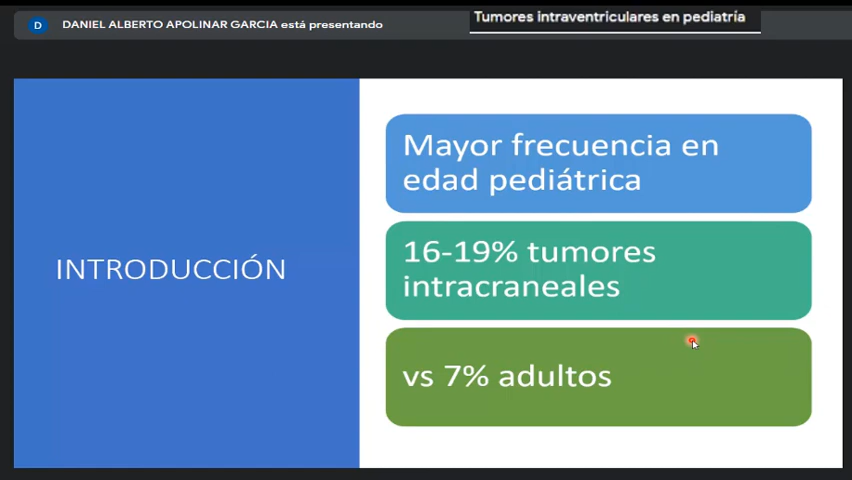 D DANIEL ALBERTO APOLINAR GARCIA está presentando
Tumores intraventriculares en pediatría
INTRODUCCIÓN
Mayor frecuencia en
edad pediátrica
16-19% tumores
intracraneales
vs 7% adultos